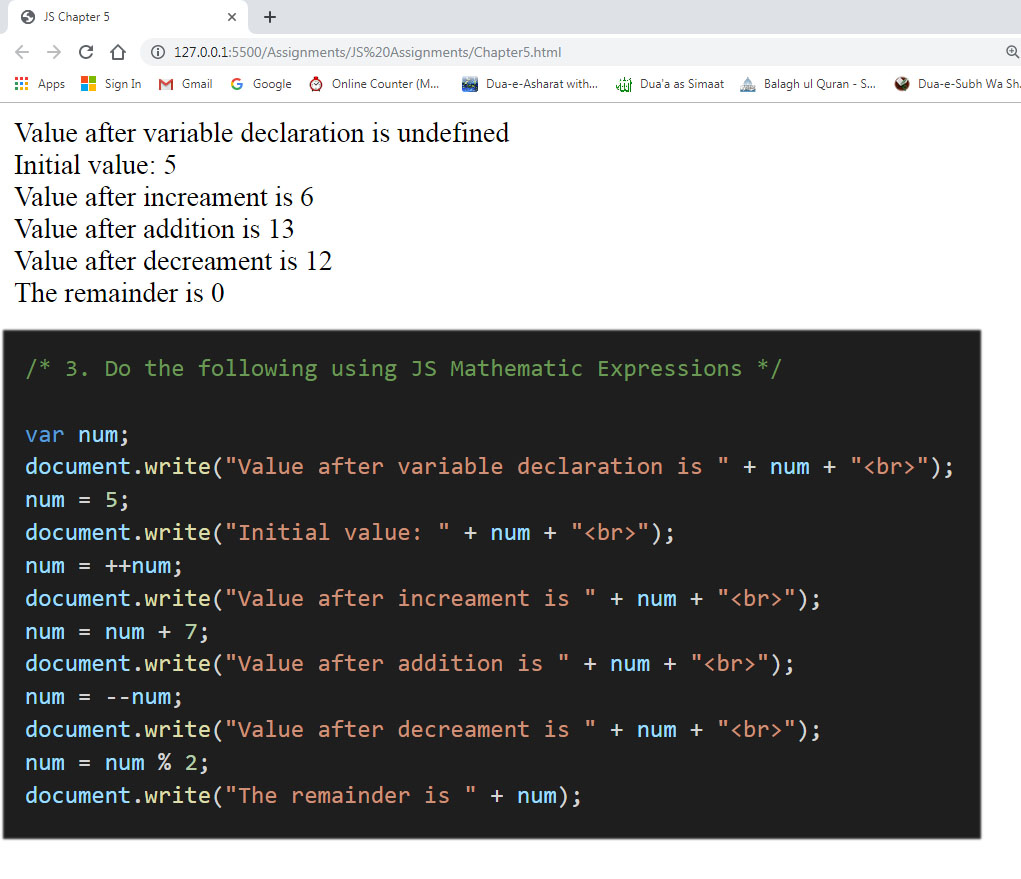 JS Chapter 5
127.0.0.1:5500/Assignments/JS%20Assignments/Chapter5.html
Apps Sign In Gmail Google Online Counter (M... Dua-e-Asharat with... Dua'a as Simaat Balagh ul Quran - S... Dua-e-Subh Wa Sh.
Value after variable declaration is undefined
Initial value: 5
Value after increament is 6
Value after addition is 13
Value after decreament is 12
The remainder is 0
/* 3. Do the following using JS Mathematic Expressions */
var num;
document.write("Value after variable declaration is " + num + "<br>");
num = 5;
document.write("Initial value: " + num + "<br>");
num = ++num;
document.write("Value after increament is " + num + "<br>");
num = num + 7;
document.write("Value after addition is " + num + "<br>");
num = --num;
document.write("Value after decreament is " + num + "<br>");
num = num % 2;
document.write("The remainder is " + num);